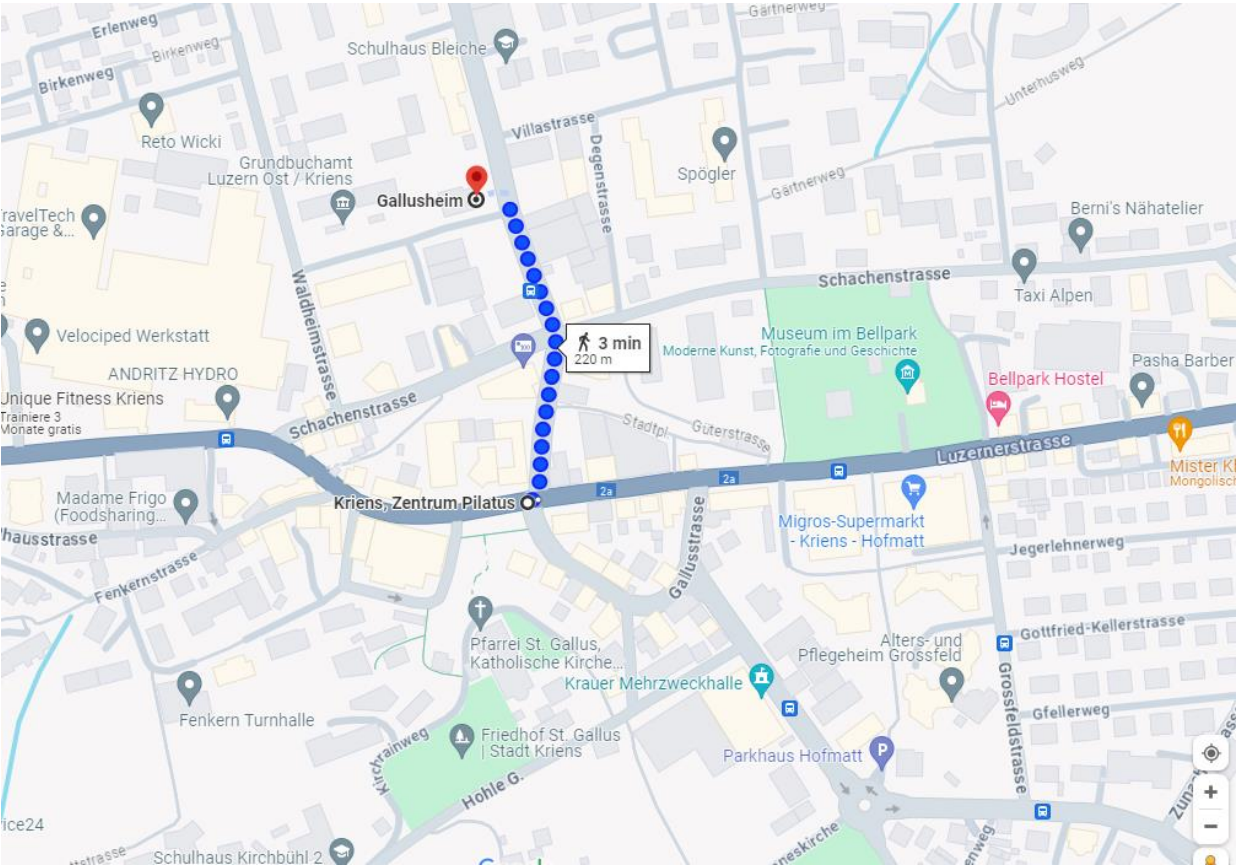 Erlenweg
Birkenweg
Birkenweg
Schulhaus Bleiche
Gärtnerweg
Unterhusweg
Reto Wicki
Villastrasse
Degenstrasse
Spögler
Grundbuchamt
Luzern Ost / Kriens
Gallusheim
Gärtnerweg
Berni's Nähatelier
TravelTech
Garage &...
Waldheimstrasse
Schachenstrasse
Taxi Alpen
Velociped Werkstatt
100
3 min
220 m
Museum im Bellpark
Moderne Kunst, Fotografie und Geschichte
Pasha Barber
ANDRITZ HYDRO
Bellpark Hostel
Unique Fitness Kriens
Trainiere 3
Monate gratis
Schachenstrasse
Stadtpl
Güterstrasse
Luzernerstrasse
Mister
Mongolisch
2a
2a
Madame Frigo
(Foodsharing...
Kriens, Zentrum Pilatus
Migros-Supermarkt
- Kriens - Hofmatt
hausstrasse
Fenkernstrasse
Gallusstrasse
Jegerlehnerweg
Pfarrei St. Gallus,
Katholische Kirche...
Gottfried-Kellerstrasse
Alters- und
Pflegeheim Grossfeld
Krauer Mehrzweckhalle
Grossfeldstrasse
Fenkern Turnhalle
Gfellerweg
Friedhof St. Gallus
| Stadt Kriens
Kirchrainweg
Parkhaus Hofmatt
P
Hohle G.
+
−
ice24
Schulhaus Kirchbühl 2